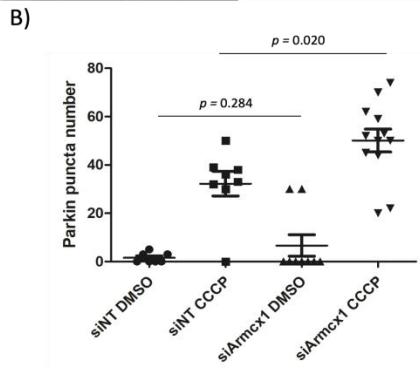 B)
p = 0.020
p = 0.284
Parkin puncta number
80
60
40
20
0
siNT DMSO
siNT CCCP
siArmcx1 DMSO
siArmcx1 CCCP